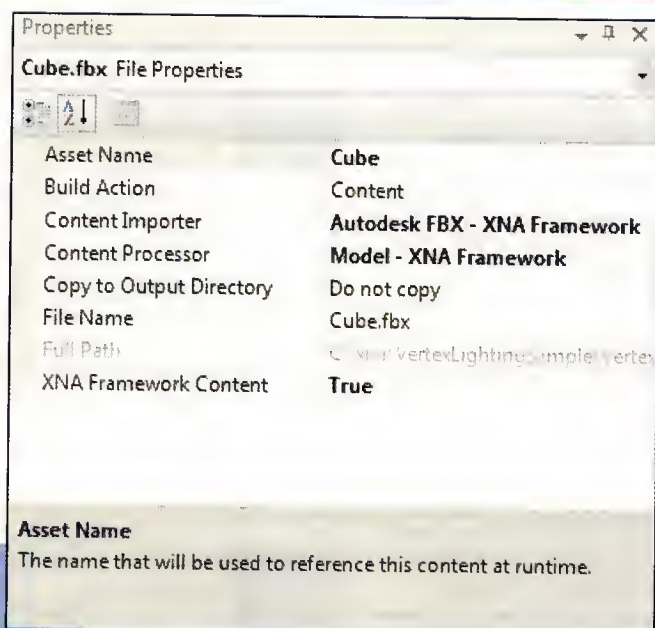 Properties
Cube.fbx File Properties
Asset Name Cube
Build Action Content
Content Importer Autodesk FBX - XNA Framework
Content Processor Model - XNA Framework
Copy to Output Directory Do not copy
File Name Cube.fbx
Full Path
XNA Framework Content True
Asset Name
The name that will be used to reference this content at runtime.